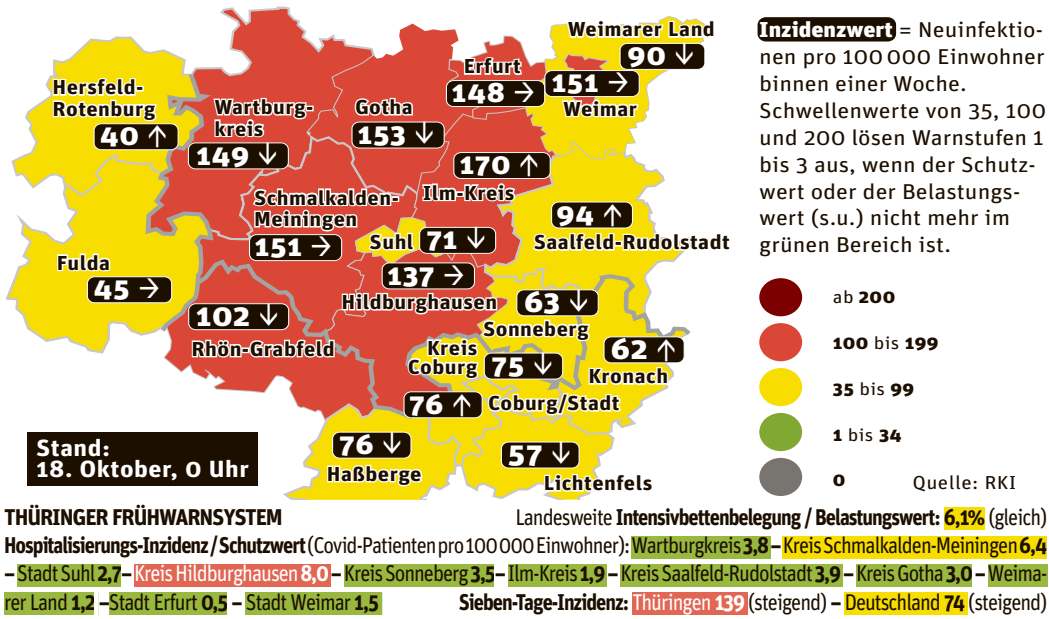 Weimarer Land
90 ↓
Erfurt
148 →
151 →
Weimar
Hersfeld-
Rotenburg
40 ↑
Wartburg-
kreis
149 ↓
Gotha
153 ↓
170 ↑
Ilm-Kreis
Schmalkalden-
Meiningen
151 →
94 ↑
Saalfeld-Rudolstadt
Suhl 71 ↓
Fulda
45 →
137 →
Hildburghausen
102 ↓
Rhön-Grabfeld
63 ↓
Sonneberg
Kreis
Coburg 75 ↓
62 ↑
Kronach
76 ↑ Coburg/Stadt
76 ↓
Haßberge
57 ↓
Lichtenfels
Stand:
18. Oktober, 0 Uhr
Inzidenzwert = Neuinfektio-
nen pro 100 000 Einwohner
binnen einer Woche.
Schwellenwerte von 35, 100
und 200 lösen Warnstufen 1
bis 3 aus, wenn der Schutz-
wert oder der Belastungs-
wert (s.u.) nicht mehr im
grünen Bereich ist.
ab 200
100 bis 199
35 bis 99
1 bis 34
0 Quelle: RKI
THÜRINGER FRÜHWARNSYSTEM Landesweite Intensivbettenbelegung / Belastungswert: 6,1% (gleich)
Hospitalisierungs-Inzidenz / Schutzwert (Covid-Patienten pro 100 000 Einwohner): Wartburgkreis 3,8 – Kreis Schmalkalden-Meiningen 6,4
– Stadt Suhl 2,7 – Kreis Hildburghausen 8,0 – Kreis Sonneberg 3,5 – Ilm-Kreis 1,9 – Kreis Saalfeld-Rudolstadt 3,9 – Kreis Gotha 3,0 – Weima-
rer Land 1,2 – Stadt Erfurt 0,5 – Stadt Weimar 1,5 Sieben-Tage-Inzidenz: Thüringen 139 (steigend) – Deutschland 74 (steigend)